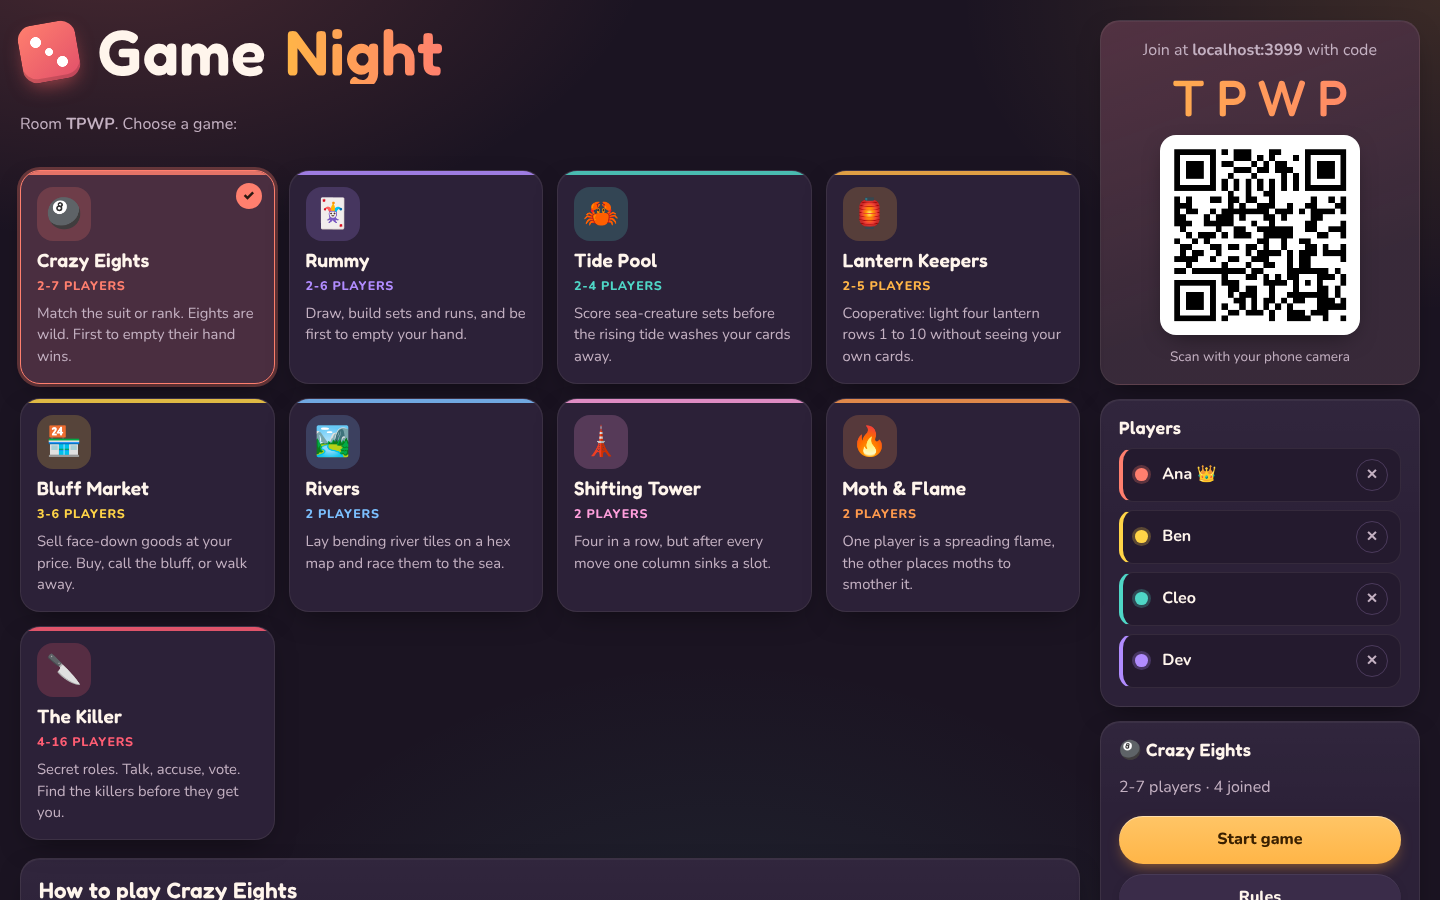 Game Night
Room TPWP. Choose a game:
Crazy Eights
2-7 PLAYERS
Match the suit or rank. Eights are
wild. First to empty their hand
wins.
Rummy
2-6 PLAYERS
Draw, build sets and runs, and be
first to empty your hand.
Tide Pool
2-4 PLAYERS
Score sea-creature sets before
the rising tide washes your cards
away.
Lantern Keepers
2-5 PLAYERS
Cooperative: light four lantern
rows 1 to 10 without seeing your
own cards.
24
Bluff Market
3-6 PLAYERS
Sell face-down goods at your
price. Buy, call the bluff, or walk
away.
Rivers
2 PLAYERS
Lay bending river tiles on a hex
map and race them to the sea.
Shifting Tower
2 PLAYERS
Four in a row, but after every
move one column sinks a slot.
Moth & Flame
2 PLAYERS
One player is a spreading flame,
the other places moths to
smother it.
The Killer
4-16 PLAYERS
Secret roles. Talk, accuse, vote.
Find the killers before they get
you.
How to play Crazy Eights
Join at localhost:3999 with code
TPWP
Scan with your phone camera
Players
Ana
Ben
Cleo
Dev
8 Crazy Eights
2-7 players · 4 joined
Start game
Rules